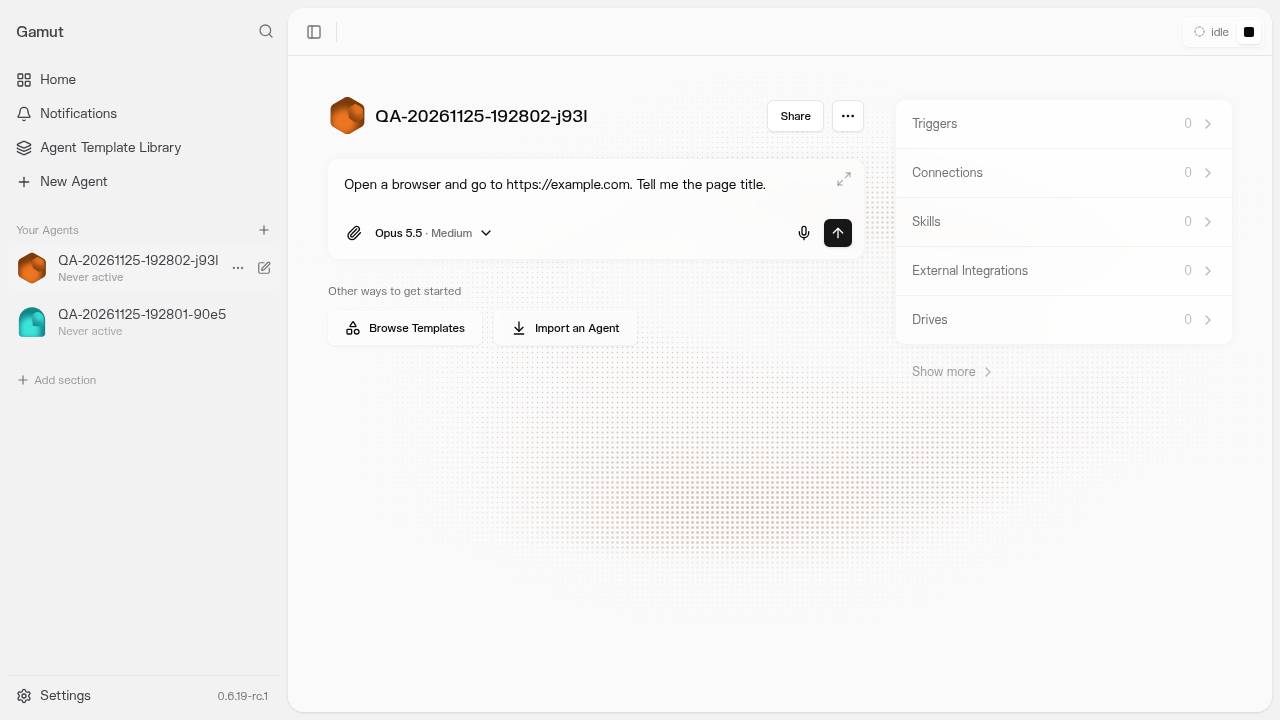 Gamut
Home
Notifications
Agent Template Library
New Agent
Your Agents
QA-20261125-192802-j93l
Never active
QA-20261125-192801-90e5
Never active
Add section
Settings
0.6.19-rc.1
idle
QA-20261125-192802-j93l
Share
Open a browser and go to https://example.com. Tell me the page title.
Opus 5.5 · Medium
Other ways to get started
Browse Templates
Import an Agent
Triggers 0
Connections 0
Skills 0
External Integrations 0
Drives 0
Show more